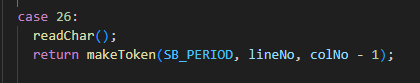 case 26:
readChar();
return makeToken(SB_PERIOD, lineNo, colNo - 1);